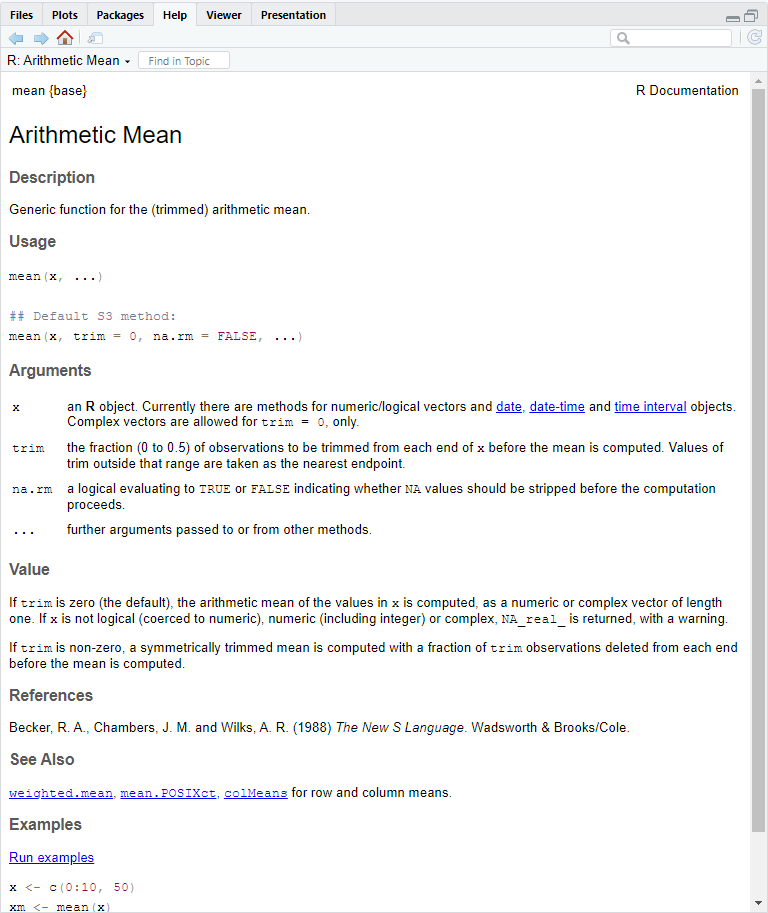 Files Plots Packages Help Viewer Presentation
R: Arithmetic Mean Find in Topic
mean {base} R Documentation
Arithmetic Mean
Description
Generic function for the (trimmed) arithmetic mean.
Usage
mean(x, ...)
## Default S3 method:
mean(x, trim = 0, na.rm = FALSE, ...)
Arguments
x an R object. Currently there are methods for numeric/logical vectors and date, date-time and time interval objects.
Complex vectors are allowed for trim = 0, only.
trim the fraction (0 to 0.5) of observations to be trimmed from each end of x before the mean is computed. Values of
trim outside that range are taken as the nearest endpoint.
na.rm a logical evaluating to TRUE or FALSE indicating whether NA values should be stripped before the computation
proceeds.
... further arguments passed to or from other methods.
Value
If trim is zero (the default), the arithmetic mean of the values in x is computed, as a numeric or complex vector of length
one. If x is not logical (coerced to numeric), numeric (including integer) or complex, NA_real_ is returned, with a warning.
If trim is non-zero, a symmetrically trimmed mean is computed with a fraction of trim observations deleted from each end
before the mean is computed.
References
Becker, R. A., Chambers, J. M. and Wilks, A. R. (1988) The New S Language. Wadsworth & Brooks/Cole.
See Also
weighted.mean, mean.POSIXct, colMeans for row and column means.
Examples
Run examples
x <- c(0:10, 50)
xm <- mean(x)